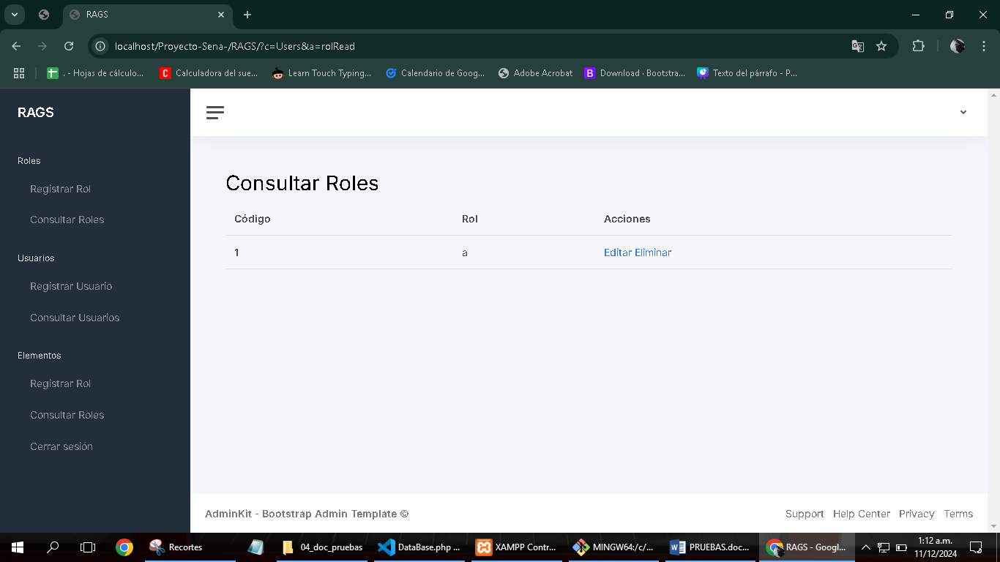 RAGS
localhost/Proyecto-Sena-/RAGS/?c=Users&a=rolRead
. - Hojas de cálculo... Calculadora del sue... Learn Touch Typing... Calendario de Goog... Adobe Acrobat Download · Bootstra... Texto del párrafo - P...
RAGS
Roles
Registrar Rol
Consultar Roles
Usuarios
Registrar Usuario
Consultar Usuarios
Elementos
Registrar Rol
Consultar Roles
Cerrar sesión
Consultar Roles
Código Rol Acciones
1 a Editar Eliminar
AdminKit - Bootstrap Admin Template © Support Help Center Privacy Terms
Recortes 04_doc_pruebas DataBase.php ... XAMPP Contr... MINGW64:/c/... PRUEBAS.doc... RAGS - Googl... 1:12 a.m.
11/12/2024